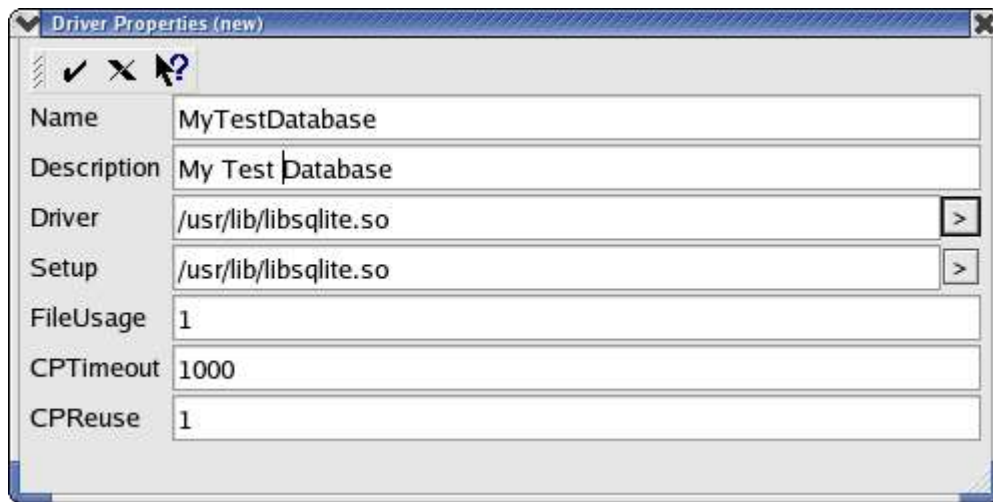 Driver Properties (new)
Name MyTestDatabase
Description My Test Database
Driver /usr/lib/libsqlite.so >
Setup /usr/lib/libsqlite.so >
FileUsage 1
CPTimeout 1000
CPReuse 1